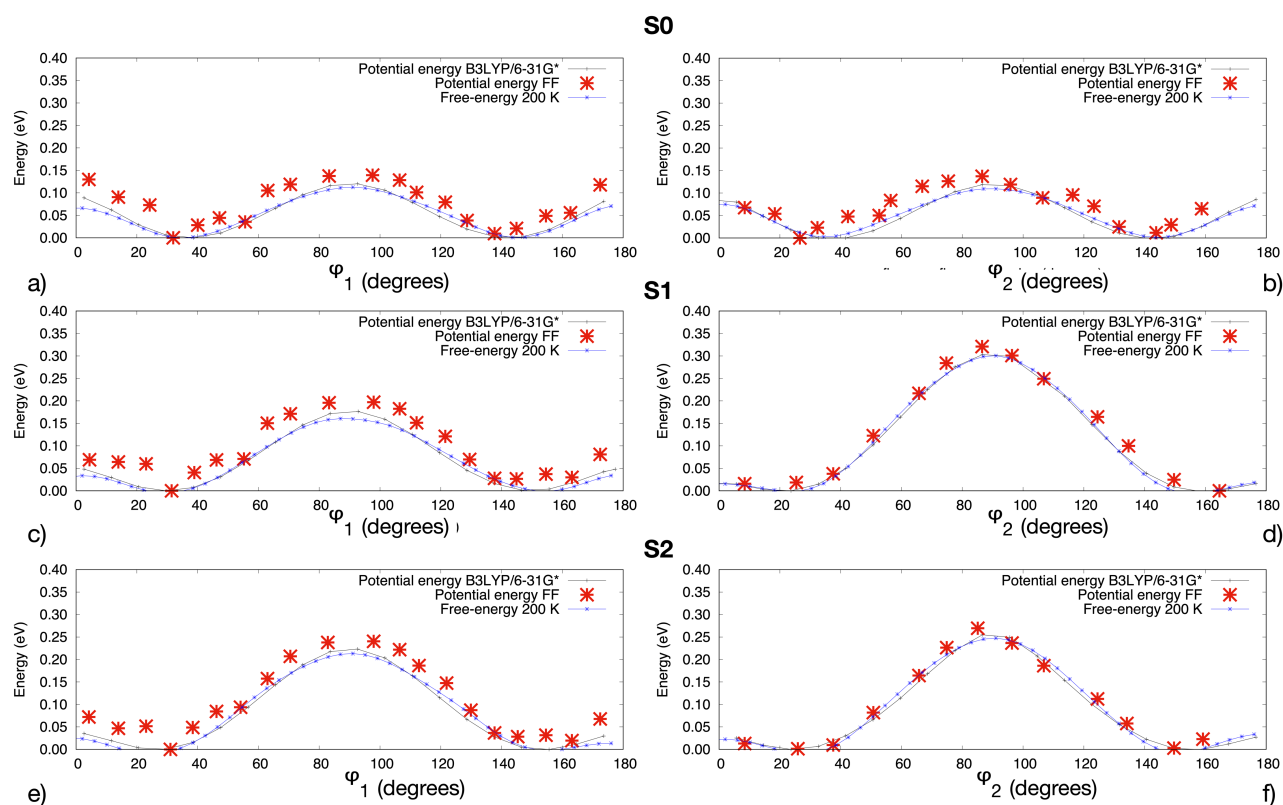 S0
0.40
0.35
0.30
0.25
0.20
0.15
0.10
0.05
0.00
Energy (eV)
Potential energy B3LYP/6-31G*
Potential energy FF
Free-energy 200 K
0 20 40 60 80 100 120 140 160 180
φ1 (degrees)
a)
0.40
0.35
0.30
0.25
0.20
0.15
0.10
0.05
0.00
Energy (eV)
Potential energy B3LYP/6-31G*
Potential energy FF
Free-energy 200 K
0 20 40 60 80 100 120 140 160 180
φ2 (degrees)
b)
S1
0.40
0.35
0.30
0.25
0.20
0.15
0.10
0.05
0.00
Energy (eV)
Potential energy B3LYP/6-31G*
Potential energy FF
Free-energy 200 K
0 20 40 60 80 100 120 140 160 180
φ1 (degrees) )
c)
0.40
0.35
0.30
0.25
0.20
0.15
0.10
0.05
0.00
Energy (eV)
Potential energy B3LYP/6-31G*
Potential energy FF
Free-energy 200 K
0 20 40 60 80 100 120 140 160 180
φ2 (degrees)
d)
S2
0.40
0.35
0.30
0.25
0.20
0.15
0.10
0.05
0.00
Energy (eV)
Potential energy B3LYP/6-31G*
Potential energy FF
Free-energy 200 K
0 20 40 60 80 100 120 140 160 180
φ1 (degrees)
e)
0.40
0.35
0.30
0.25
0.20
0.15
0.10
0.05
0.00
Energy (eV)
Potential energy B3LYP/6-31G*
Potential energy FF
Free-energy 200 K
0 20 40 60 80 100 120 140 160 180
φ2 (degrees)
f)